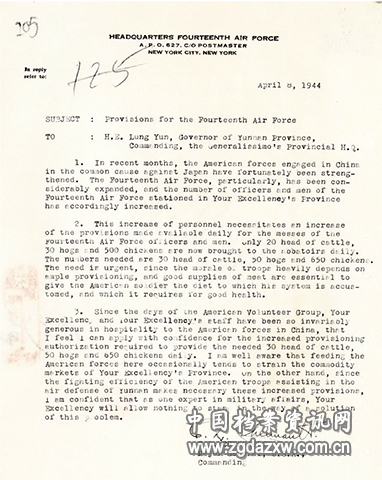 205
HEADQUARTERS FOURTEENTH AIR FORCE
A. P. O. 627, C/O POSTMASTER
NEW YORK CITY, NEW YORK
In reply
refer to:
125
April 8, 1944
SUBJECT : Provisions for the Fourteenth Air Force
TO : H.E. Lung Yun, Governor of Yunnan Province,
Commanding, the Generalissimo's Provincial H.Q.
1. In recent months, the American forces engaged in China
in the common cause against Japan have fortunately been streng-
thened. The Fourteenth Air Force, particularly, has been con-
siderably expanded, and the number of officers and men of the
Fourteenth Air Force stationed in Your Excellency's Province
has accordingly increased.
2. This increase of personnel necessitates an increase
of the provisions made available daily for the messes of the
Fourteenth Air Force officers and men. Only 20 head of cattle,
30 hogs and 500 chickens are now brought to the abatoirs daily.
The numbers needed are 30 head of cattle, 50 hogs and 650 chickens.
The need is urgent, since the morale of troops heavily depends on
ample provisioning, and good supplies of meat are essential to
give the American soldier the diet to which his system is accus-
tomed, and which it requires for good health.
3. Since the days of the American Volunteer Group, Your
Excellency and Your Excellency's staff have been so invariably
generous in hospitality to the American forces in China, that
I feel I can apply with confidence for the increased provisioning
authorization required to provide the needed 30 head of cattle,
50 hogs and 650 chickens daily. I am well aware that feeding the
American forces here occasionally tends to strain the commodity
markets of Your Excellency's Province. On the other hand, since
the fighting efficiency of the American troops assisting in the
air defense of Yunnan makes necessary these increased provisions,
I am confident that as one expert in military affairs, Your
Excellency will allow nothing to stand in the way of a solution
of this problem.
Commanding
中国档案资讯网
www.zgdazxw.com.cn